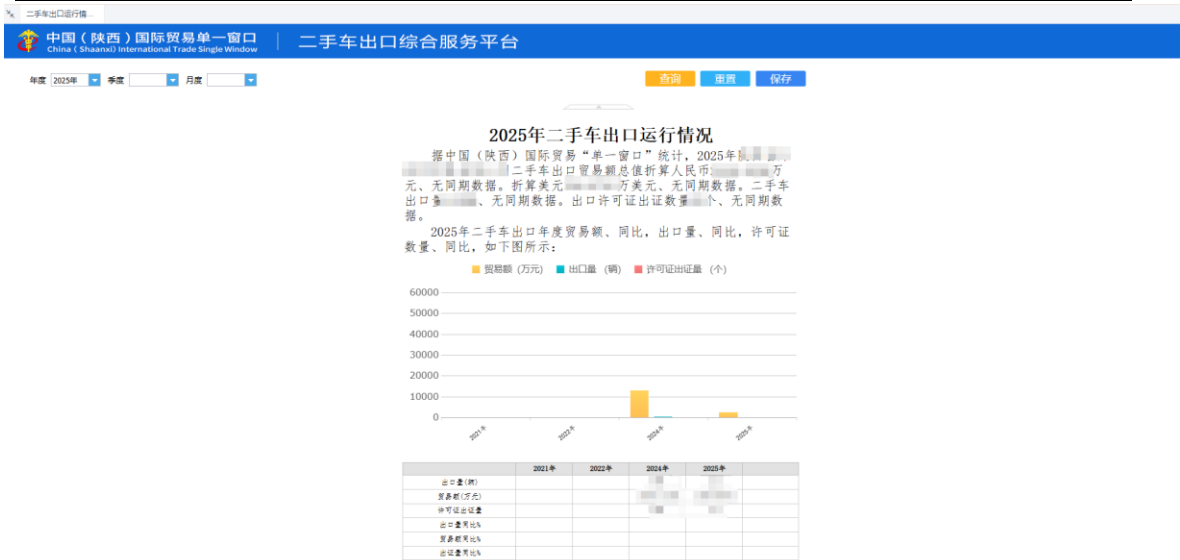 二手车出口运行情...
中国（陕西）国际贸易单一窗口
China ( Shaanxi) International Trade Single Window
二手车出口综合服务平台
年度 2025年 季度 月度 查询 重置 保存
2025年二手车出口运行情况
据中国（陕西）国际贸易“单一窗口”统计，2025年
二手车出口贸易额总值折算人民币 万
元、无同期数据。折算美元 万美元、无同期数据。二手车
出口量 、无同期数据。出口许可证出证数量 个、无同期数
据。
2025年二手车出口年度贸易额、同比，出口量、同比，许可证
数量、同比，如下图所示：
贸易额（万元） 出口量（辆） 许可证出证量（个）
60000
50000
40000
30000
20000
10000
0
2021年 2022年 2024年 2025年
2021年 2022年 2024年 2025年
出口量(辆)
贸易额(万元)
许可证出证量
出口量同比%
贸易额同比%
出证量同比%